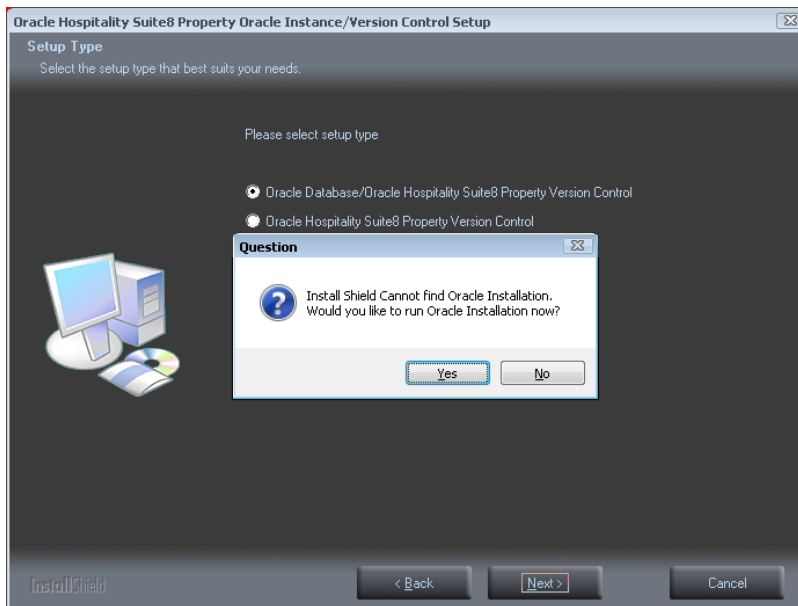 Oracle Hospitality Suite8 Property Oracle Instance/Version Control Setup
Setup Type
Select the setup type that best suits your needs.
Please select setup type
Oracle Database/Oracle Hospitality Suite8 Property Version Control
Oracle Hospitality Suite8 Property Version Control
Question
Install Shield Cannot find Oracle Installation.
Would you like to run Oracle Installation now?
Yes
No
InstallShield
< Back
Next >
Cancel